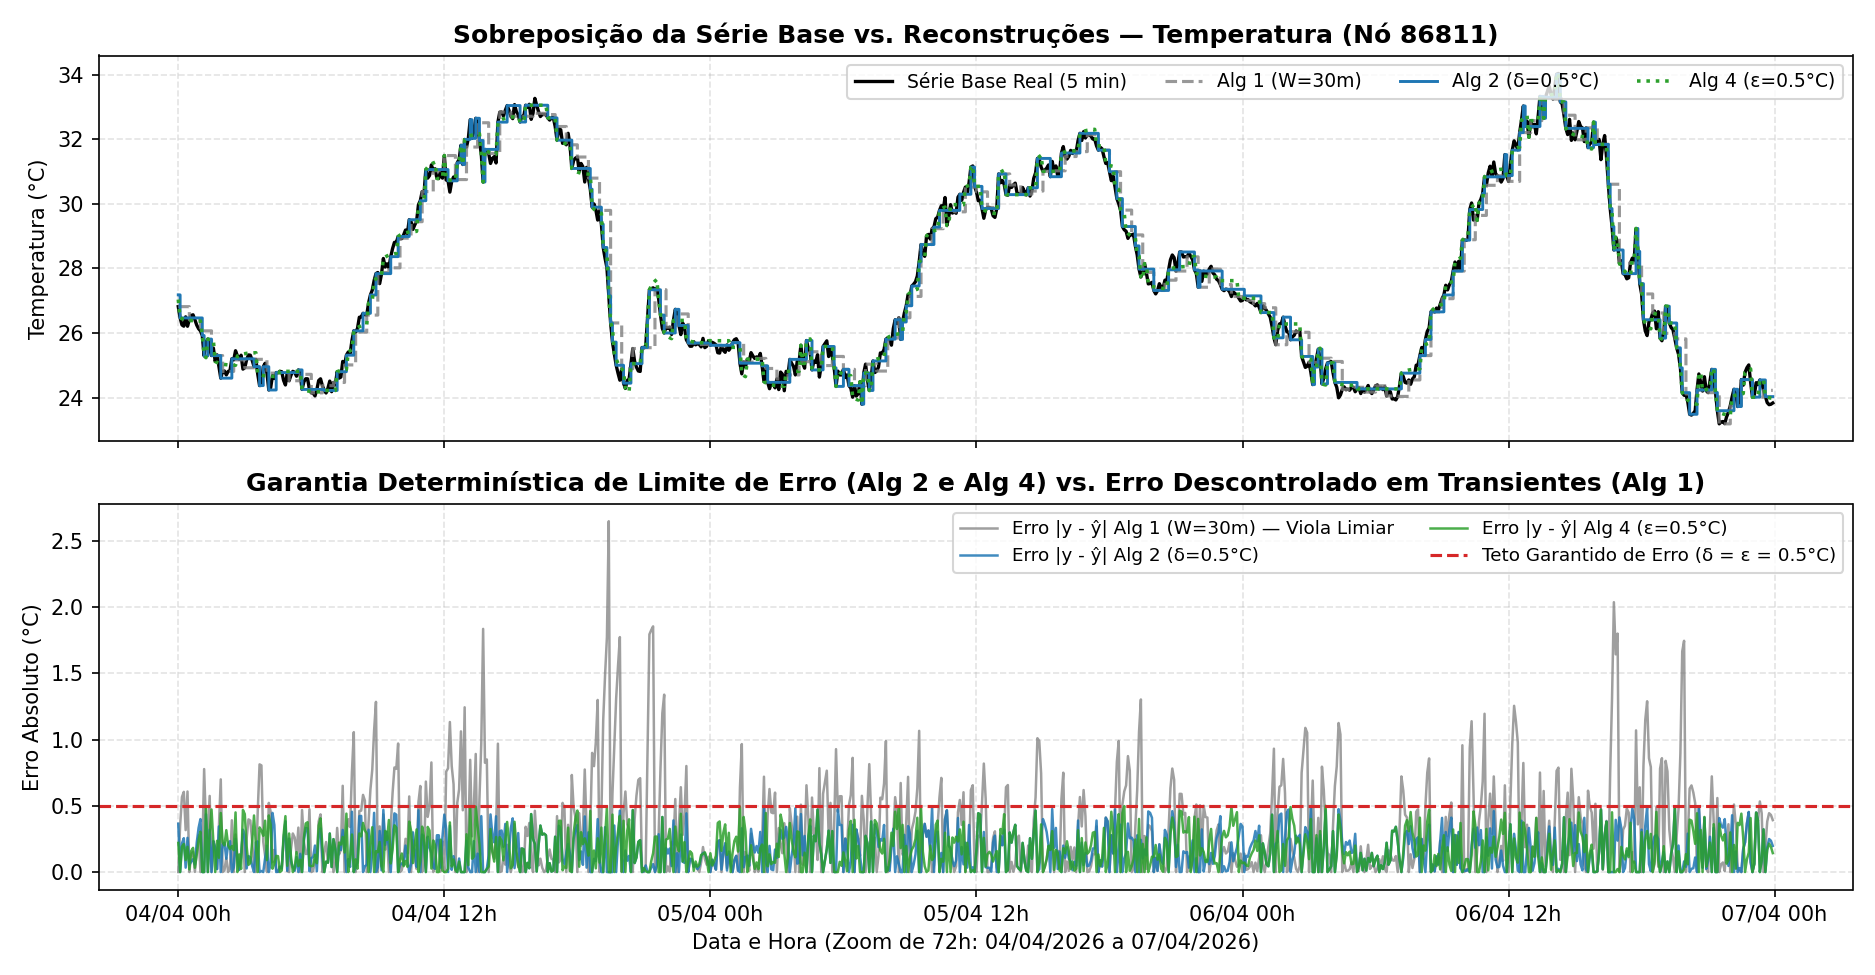 Sobreposição da Série Base vs. Reconstruções — Temperatura (Nó 86811)
Série Base Real (5 min)
Alg 1 (W=30m)
Alg 2 (δ=0.5°C)
Alg 4 (ε=0.5°C)
Temperatura (°C)
34
32
30
28
26
24
Garantia Determinística de Limite de Erro (Alg 2 e Alg 4) vs. Erro Descontrolado em Transientes (Alg 1)
Erro |y - ŷ| Alg 1 (W=30m) — Viola Limiar
Erro |y - ŷ| Alg 2 (δ=0.5°C)
Erro |y - ŷ| Alg 4 (ε=0.5°C)
Teto Garantido de Erro (δ = ε = 0.5°C)
Erro Absoluto (°C)
2.5
2.0
1.5
1.0
0.5
0.0
04/04 00h
04/04 12h
05/04 00h
05/04 12h
06/04 00h
06/04 12h
07/04 00h
Data e Hora (Zoom de 72h: 04/04/2026 a 07/04/2026)